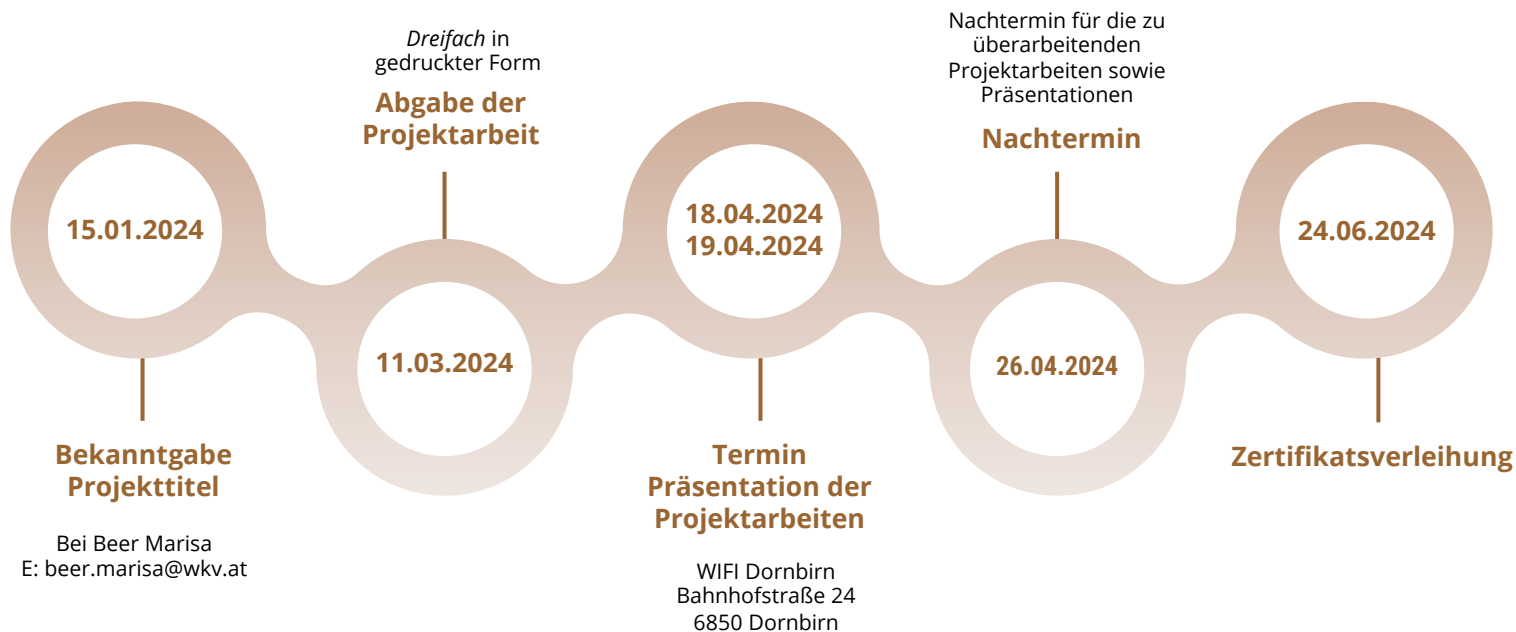 15.01.2024
Bekanntgabe
Projekttitel
Bei Beer Marisa
E: beer.marisa@wkv.at
Dreifach in
gedruckter Form
Abgabe der
Projektarbeit
11.03.2024
18.04.2024
19.04.2024
Termin
Präsentation der
Projektarbeiten
WIFI Dornbirn
Bahnhofstraße 24
6850 Dornbirn
Nachtermin für die zu
überarbeitenden
Projektarbeiten sowie
Präsentationen
Nachtermin
26.04.2024
24.06.2024
Zertifikatsverleihung